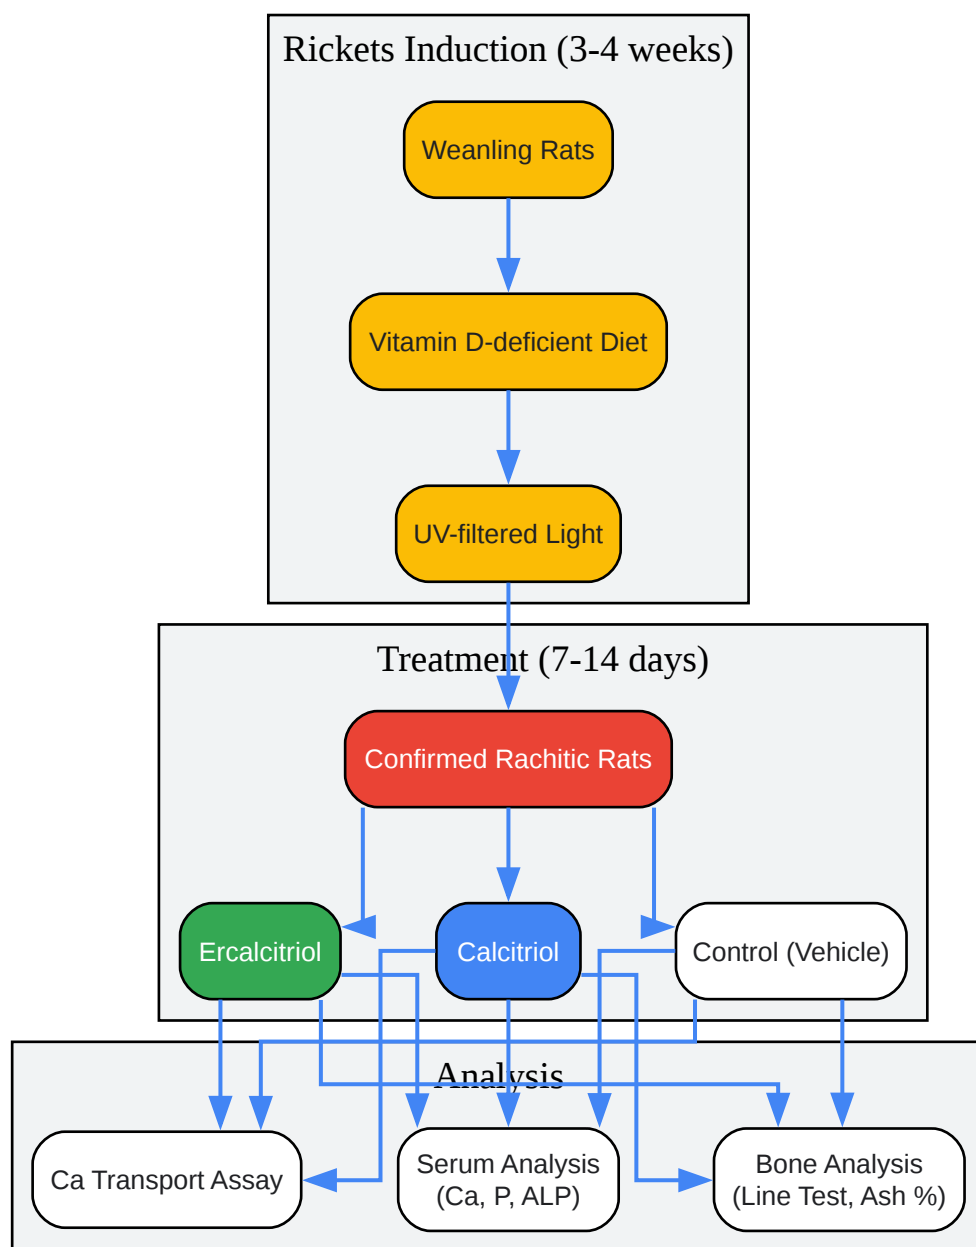 Rickets Induction (3-4 weeks)
Weanling Rats
Vitamin D-deficient Diet
UV-filtered Light
Treatment (7-14 days)
Confirmed Rachitic Rats
Ercalcitriol
Calcitriol
Control (Vehicle)
Analysis
Ca Transport Assay
Serum Analysis
(Ca, P, ALP)
Bone Analysis
(Line Test, Ash %)